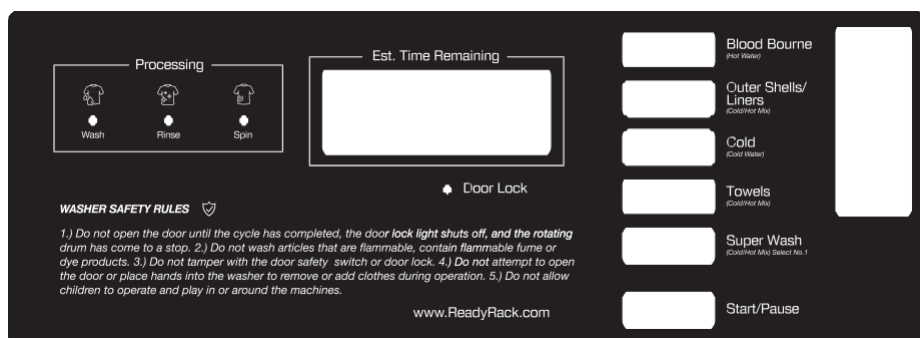 Processing
Wash
Rinse
Spin
Est. Time Remaining
Door Lock
WASHER SAFETY RULES
1.) Do not open the door until the cycle has completed, the door lock light shuts off, and the rotating
drum has come to a stop. 2.) Do not wash articles that are flammable, contain flammable fume or
dye products. 3.) Do not tamper with the door safety switch or door lock. 4.) Do not attempt to open
the door or place hands into the washer to remove or add clothes during operation. 5.) Do not allow
children to operate and play in or around the machines.
www.ReadyRack.com
Blood Bourne
(Hot Water)
Outer Shells/
Liners
(Cold/Hot Mix)
Cold
(Cold Water)
Towels
(Cold/Hot Mix)
Super Wash
(Cold/Hot Mix) Select No.1
Start/Pause